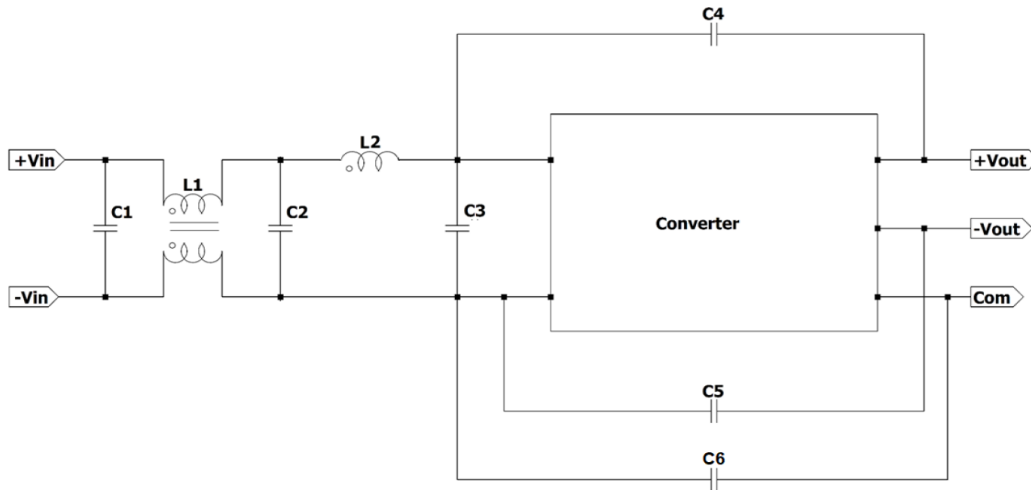 C4
L2
+Vin
L1
+Vout
C1
C2
C3
Converter
-Vout
-Vin
Com
C5
C6